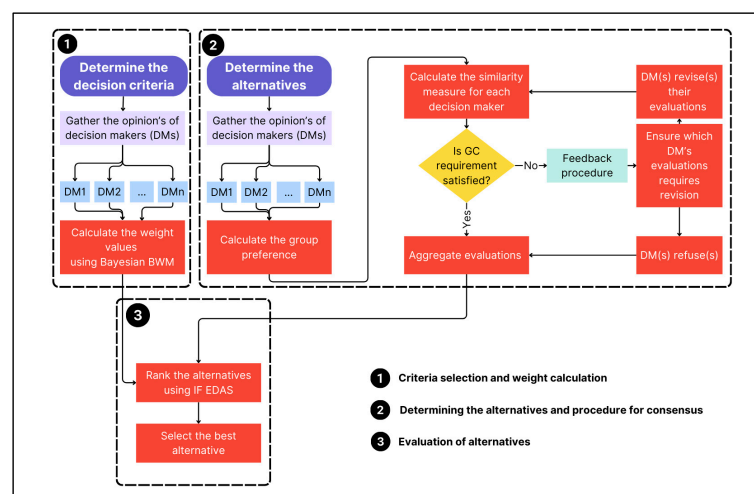 1
Determine the
decision criteria
Gather the opinion's of
decision makers (DMs)
DM1
DM2
...
DMn
Calculate the weight
values
using Bayesian BWM
2
Determine the
alternatives
Gather the opinion's of
decision makers (DMs)
DM1
DM2
...
DMn
Calculate the group
preference
Calculate the similarity
measure for each
decision maker
Is GC
requirement
satisfied?
No
Feedback
procedure
Ensure which
DM's
evaluations
requires
revision
DM(s) revise(s)
their
evaluations
Yes
Aggregate evaluations
DM(s) refuse(s)
3
Rank the alternatives
using IF EDAS
Select the best
alternative
1 Criteria selection and weight calculation
2 Determining the alternatives and procedure for consensus
3 Evaluation of alternatives